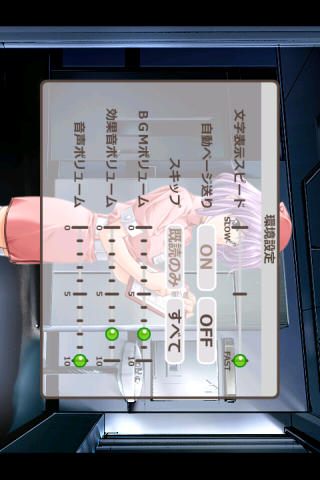 環境設定
文字表示スピード
SLOW
FAST
自動ページ送り ON OFF
スキップ 既読のみ すべて
BGMボリューム 0 5 10
効果音ボリューム 0 5 10
音声ボリューム 0 5 10